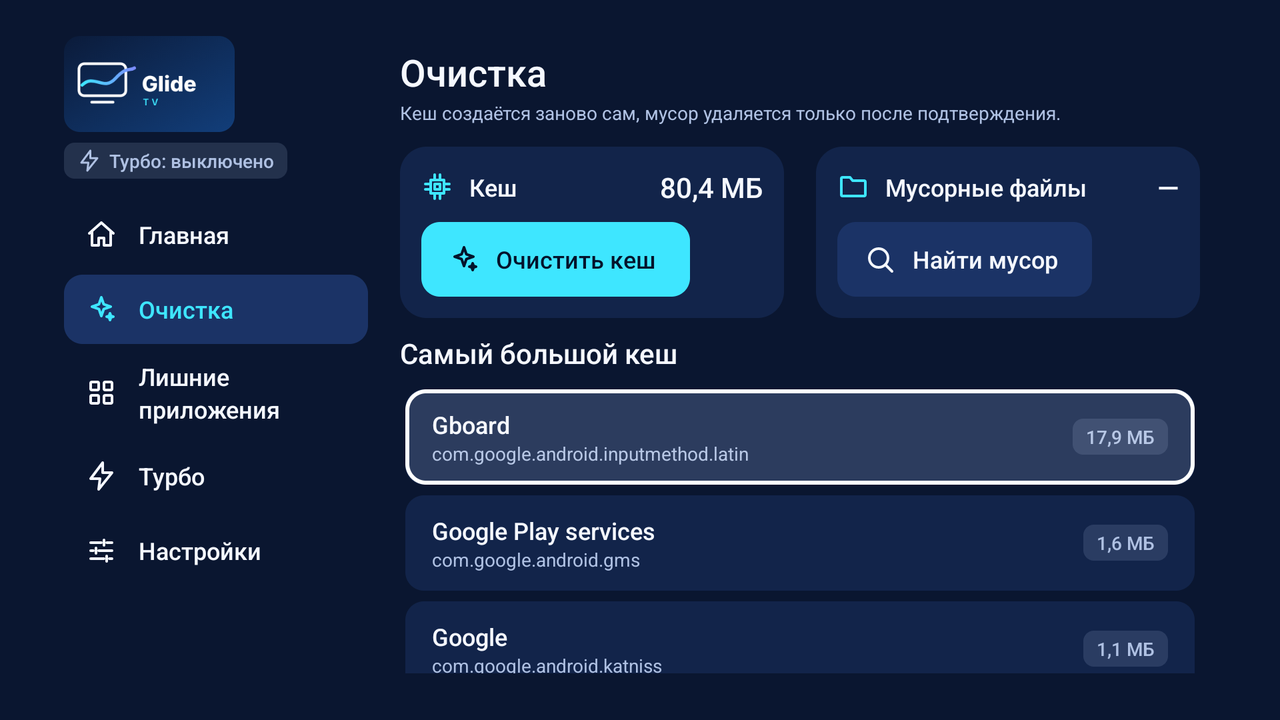 Glide
TV
Турбо: выключено
Главная
Очистка
Лишние
приложения
Турбо
Настройки
Очистка
Кеш создаётся заново сам, мусор удаляется только после подтверждения.
Кеш
80,4 МБ
Очистить кеш
Мусорные файлы
—
Найти мусор
Самый большой кеш
Gboard
com.google.android.inputmethod.latin
17,9 МБ
Google Play services
com.google.android.gms
1,6 МБ
Google
com.google.android.katniss
1,1 МБ